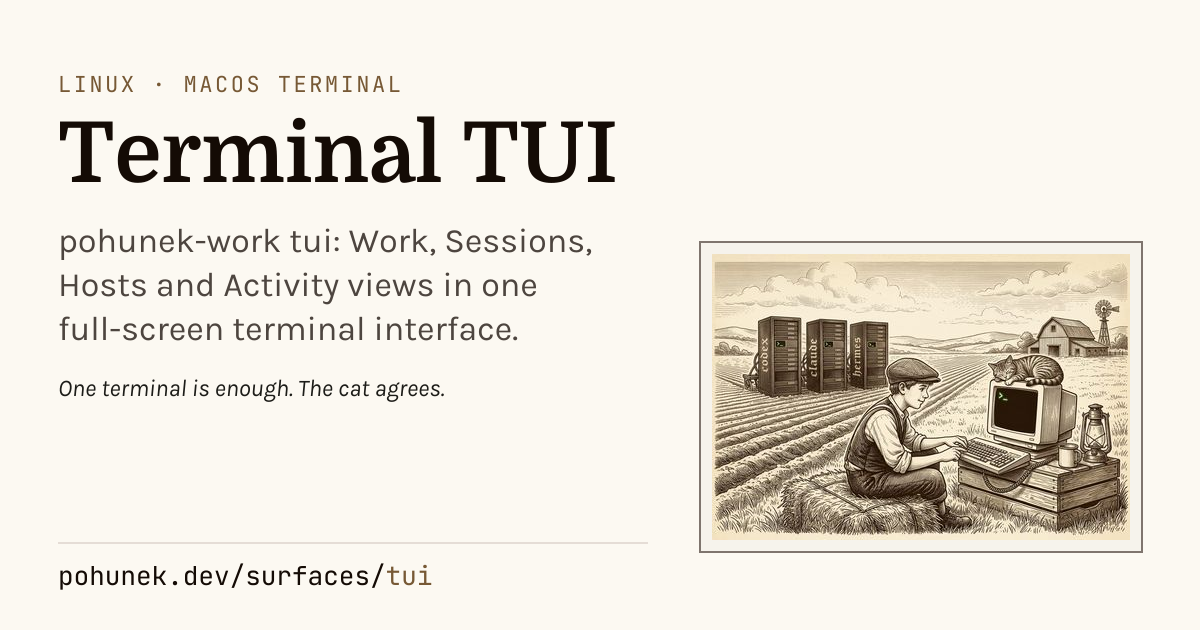 LINUX · MACOS TERMINAL
Terminal TUI
pohunek-work tui: Work, Sessions,
Hosts and Activity views in one
full-screen terminal interface.
One terminal is enough. The cat agrees.
codex
claude
hermes
>_
pohunek.dev/surfaces/tui